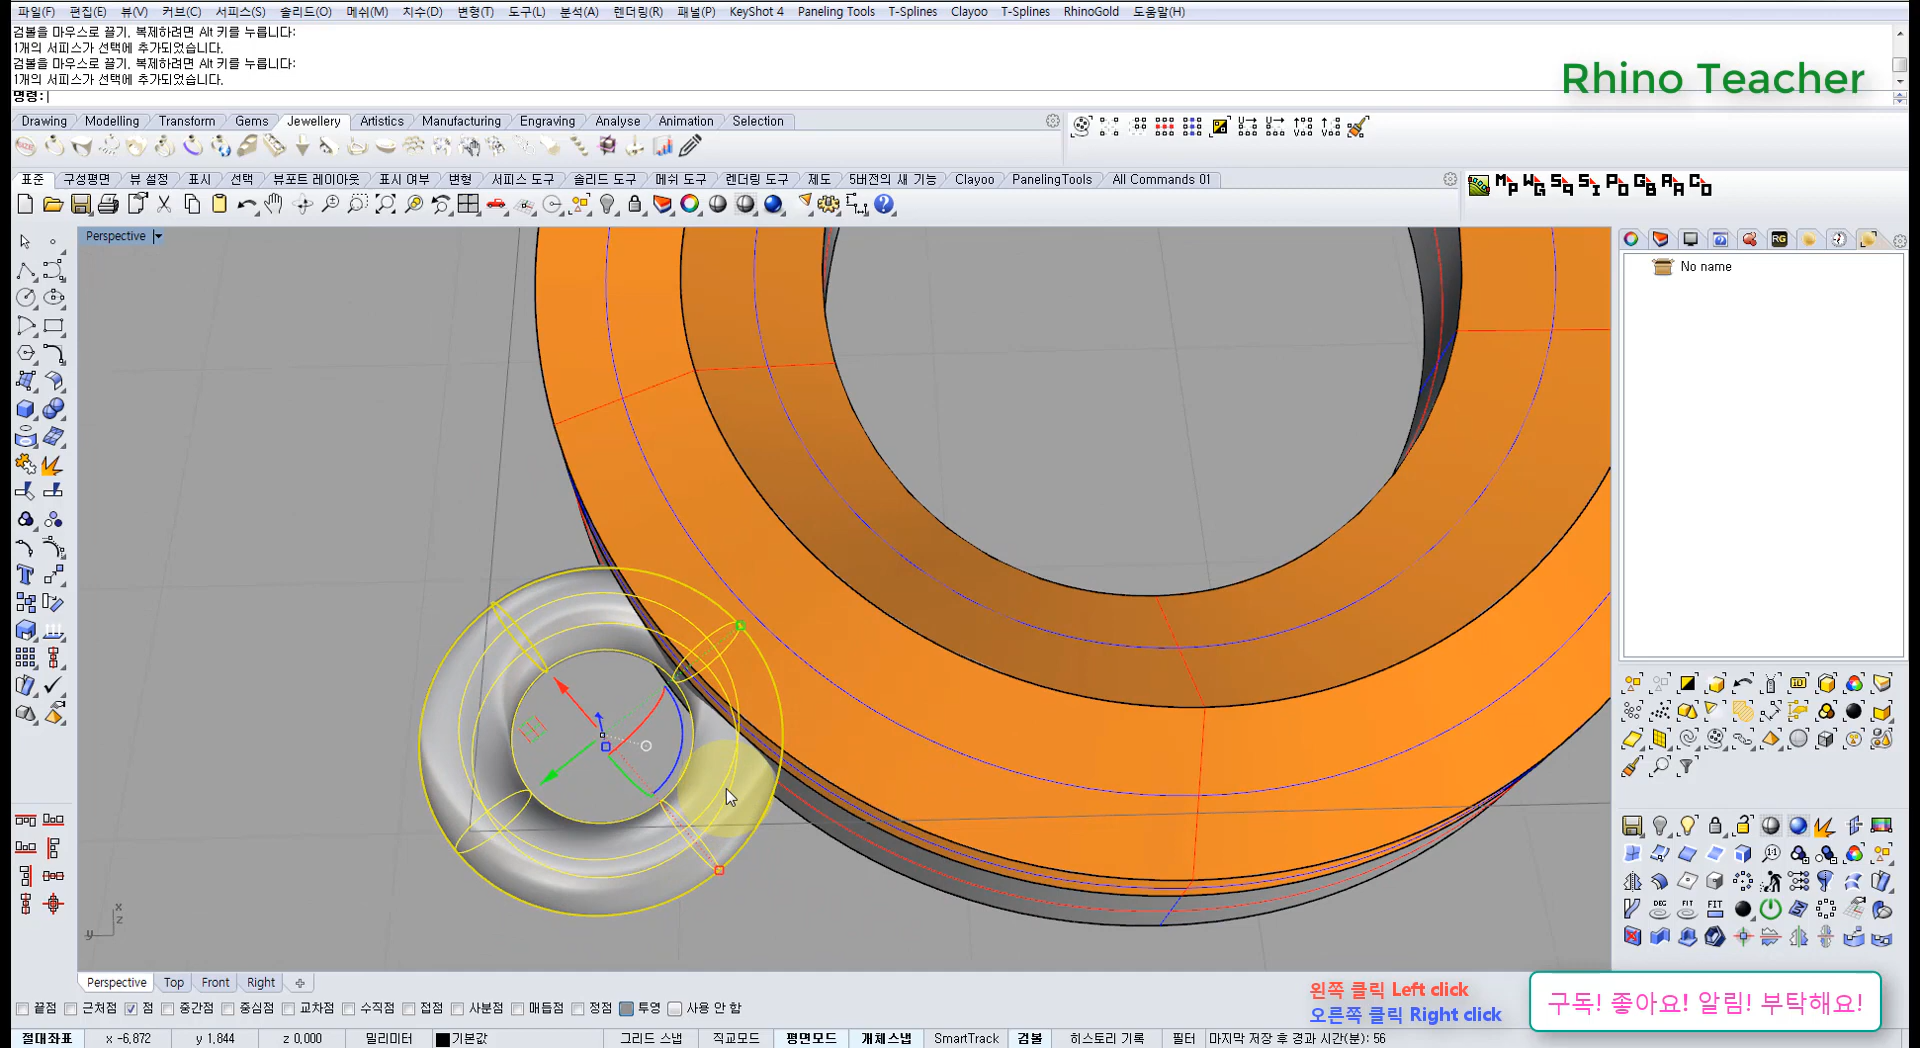 파일(F) 편집(E) 뷰(V) 커브(C) 서피스(S) 솔리드(O) 메쉬(M) 치수(D) 변형(T) 도구(L) 분석(A) 렌더링(R) 패널(P) KeyShot 4 Paneling Tools T-Splines Clayoo T-Splines RhinoGold 도움말(H)
검볼을 마우스로 끌기, 복제하려면 Alt 키를 누릅니다:
1개의 서피스가 선택에 추가되었습니다.
검볼을 마우스로 끌기, 복제하려면 Alt 키를 누릅니다:
1개의 서피스가 선택에 추가되었습니다.
명령:
Rhino Teacher
Drawing Modelling Transform Gems Jewellery Artistics Manufacturing Engraving Analyse Animation Selection
표준 구성평면 뷰 설정 표시 선택 뷰포트 레이아웃 표시 여부 변형 서피스 도구 솔리드 도구 메쉬 도구 렌더링 도구 제도 5버전의 새 기능 Clayoo PanelingTools All Commands 01
Perspective
No name
x
z
y
Perspective Top Front Right
끝점 근처점 점 중간점 중심점 교차점 수직점 접점 사분점 매듭점 정점 투영 사용 안 함
왼쪽 클릭 Left click
오른쪽 클릭 Right click
구독! 좋아요! 알림! 부탁해요!
절대좌표 x -6,872 y 1,844 z 0,000 밀리미터 기본값 그리드 스냅 직교모드 평면모드 개체스냅 SmartTrack 검볼 히스토리 기록 필터 마지막 저장 후 경과 시간(분): 56